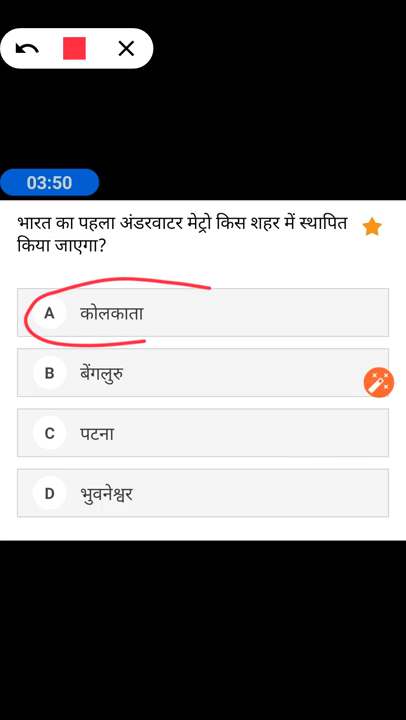 03:50
भारत का पहला अंडरवाटर मेट्रो किस शहर में स्थापित
किया जाएगा?
A कोलकाता
B बेंगलुरु
C पटना
D भुवनेश्वर